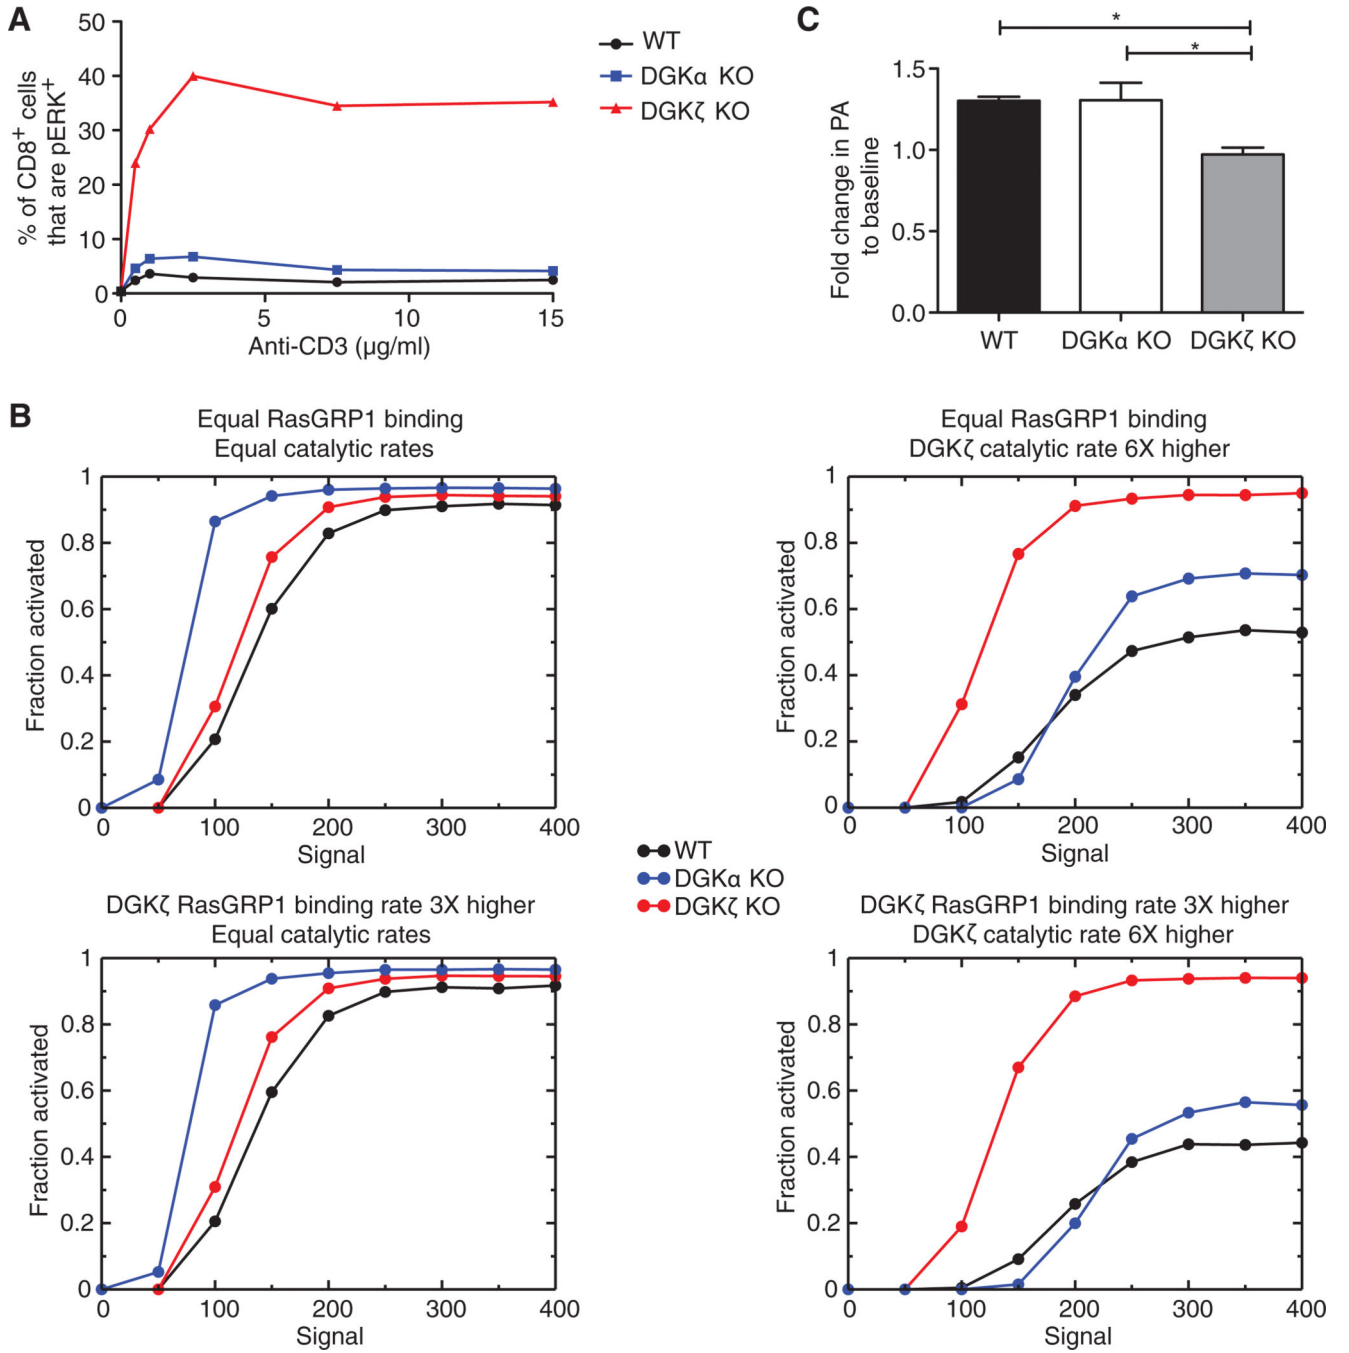 A
50
40
30
20
10
0
% of CD8+ cells
that are pERK+
0
5
10
15
Anti-CD3 (µg/ml)
WT
DGKα KO
DGKζ KO
C
*
*
1.5
1.0
0.5
0.0
Fold change in PA
to baseline
WT
DGKα KO
DGKζ KO
B
Equal RasGRP1 binding
Equal catalytic rates
1
0.8
0.6
0.4
0.2
0
Fraction activated
0
100
200
300
400
Signal
Equal RasGRP1 binding
DGKζ catalytic rate 6X higher
1
0.8
0.6
0.4
0.2
0
Fraction activated
0
100
200
300
400
Signal
WT
DGKα KO
DGKζ KO
DGKζ RasGRP1 binding rate 3X higher
Equal catalytic rates
1
0.8
0.6
0.4
0.2
0
Fraction activated
0
100
200
300
400
Signal
DGKζ RasGRP1 binding rate 3X higher
DGKζ catalytic rate 6X higher
1
0.8
0.6
0.4
0.2
0
Fraction activated
0
100
200
300
400
Signal